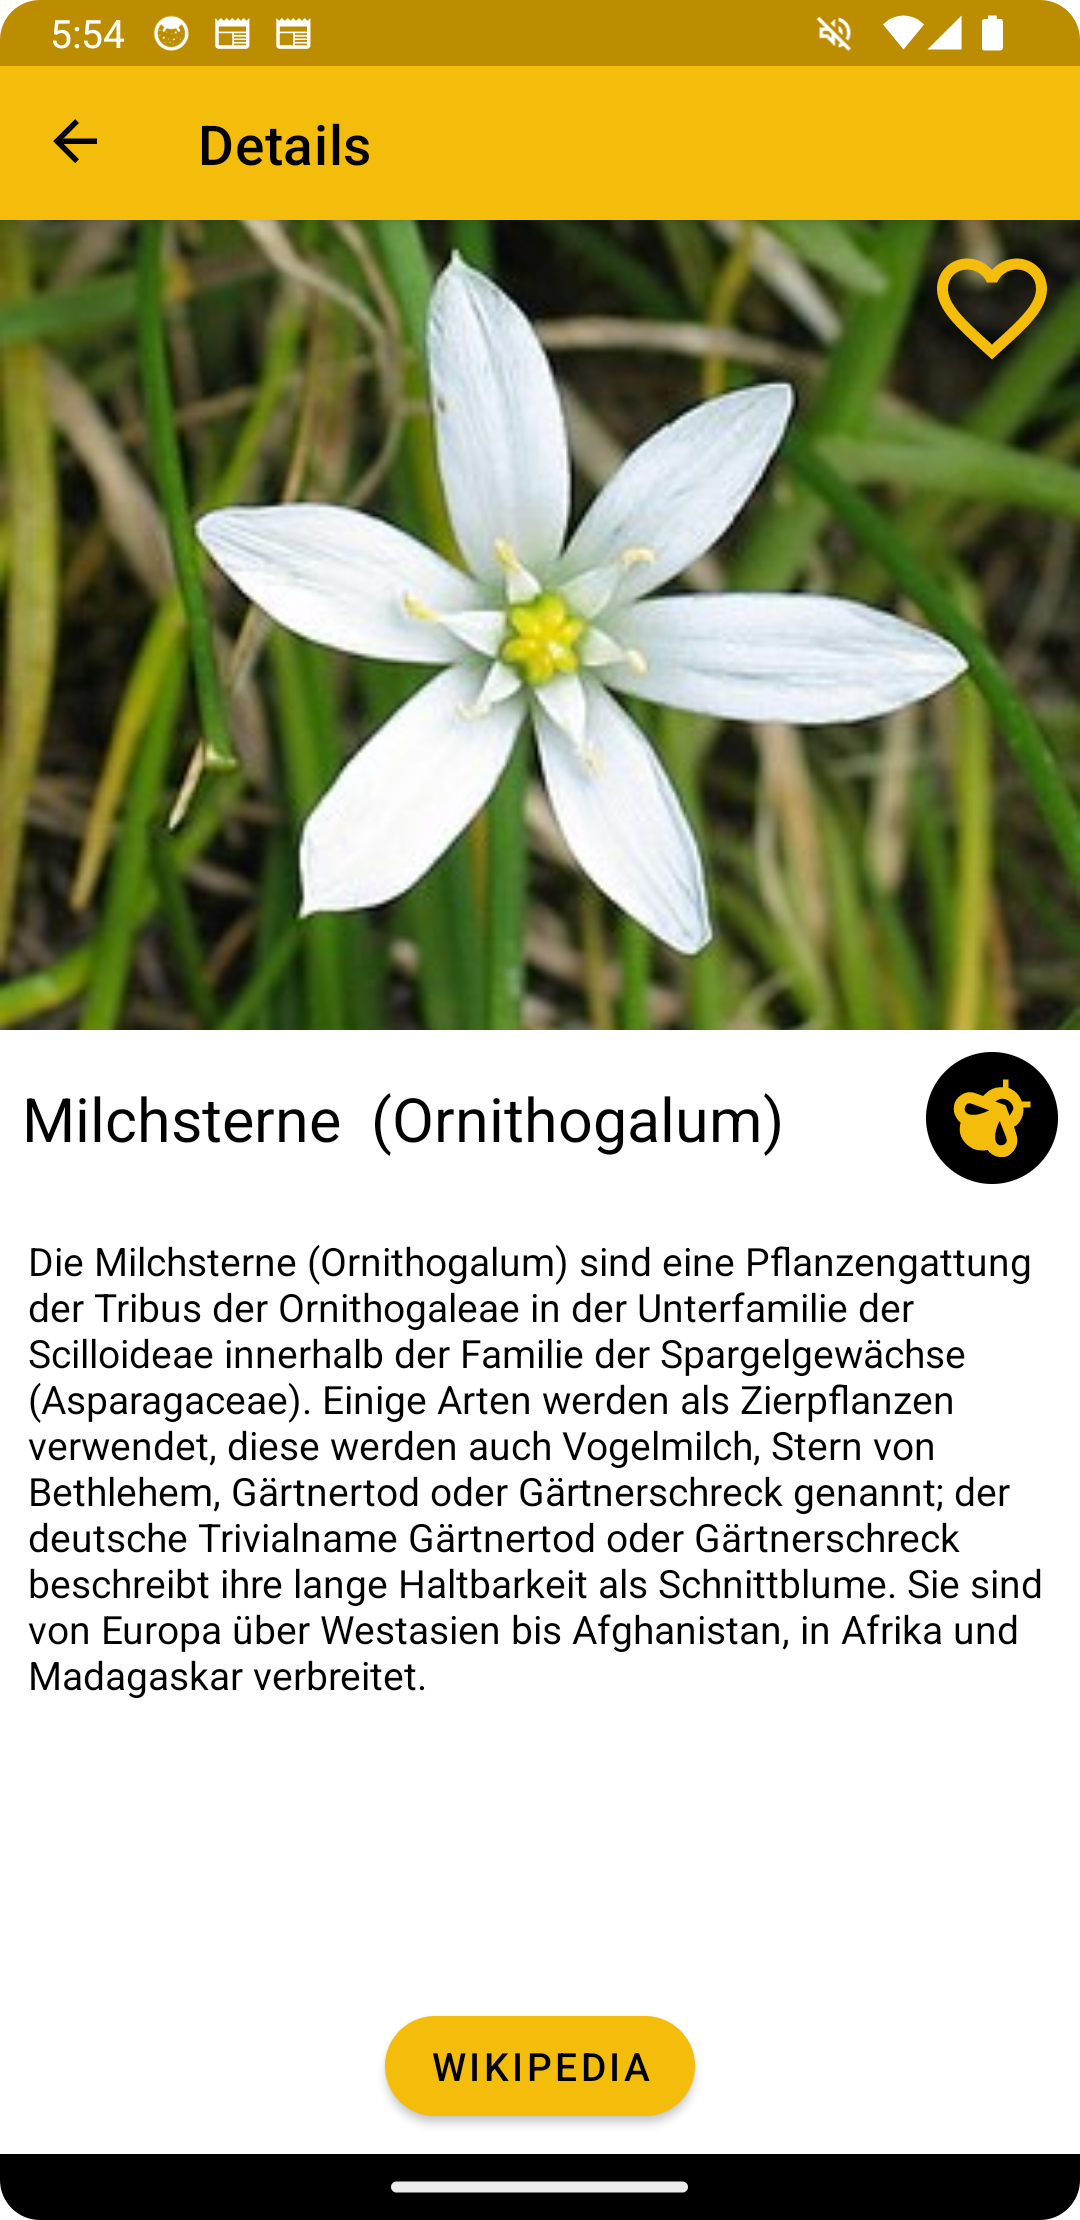 5:54
Details
Milchsterne (Ornithogalum)
Die Milchsterne (Ornithogalum) sind eine Pflanzengattung
der Tribus der Ornithogaleae in der Unterfamilie der
Scilloideae innerhalb der Familie der Spargelgewächse
(Asparagaceae). Einige Arten werden als Zierpflanzen
verwendet, diese werden auch Vogelmilch, Stern von
Bethlehem, Gärtnertod oder Gärtnerschreck genannt; der
deutsche Trivialname Gärtnertod oder Gärtnerschreck
beschreibt ihre lange Haltbarkeit als Schnittblume. Sie sind
von Europa über Westasien bis Afghanistan, in Afrika und
Madagaskar verbreitet.
WIKIPEDIA